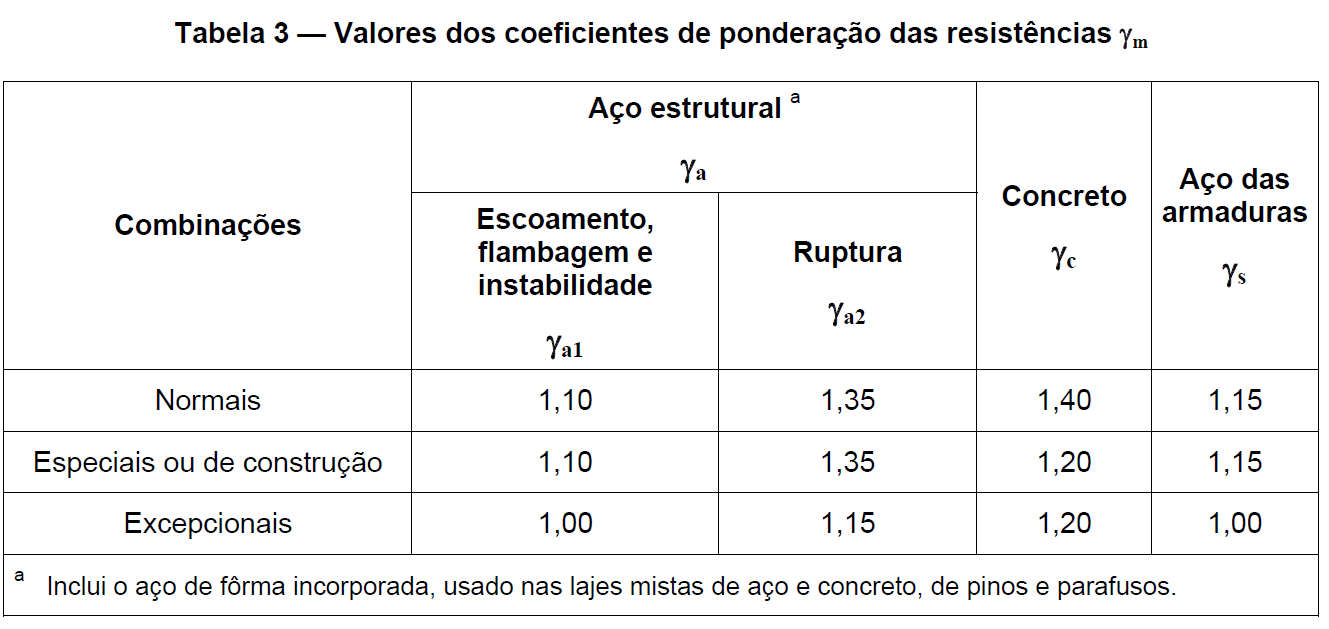 Tabela 3 — Valores dos coeficientes de ponderação das resistências γm
Combinações
Aço estrutural a
γa
Escoamento,
flambagem e
instabilidade
γa1
Ruptura
γa2
Concreto
γc
Aço das
armaduras
γs
Normais 1,10 1,35 1,40 1,15
Especiais ou de construção 1,10 1,35 1,20 1,15
Excepcionais 1,00 1,15 1,20 1,00
a Inclui o aço de fôrma incorporada, usado nas lajes mistas de aço e concreto, de pinos e parafusos.